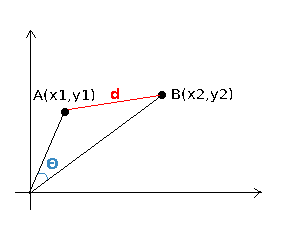 d
A(x1,y1)
B(x2,y2)
Θ